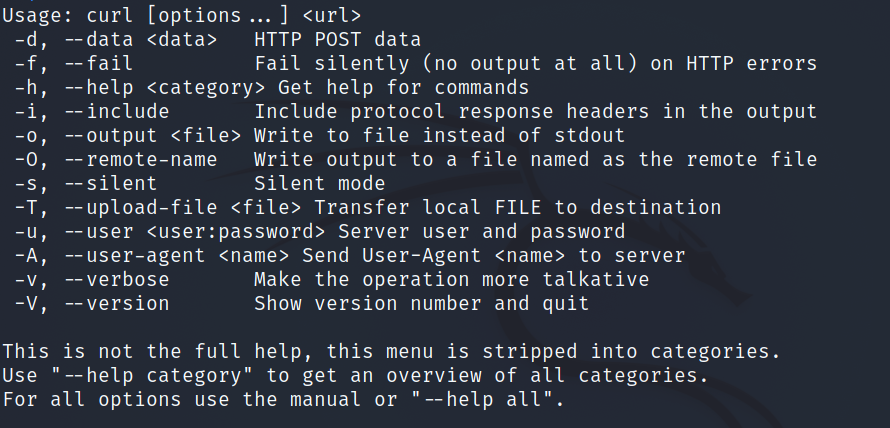 Usage: curl [options...] <url>
 -d, --data <data>   HTTP POST data
 -f, --fail          Fail silently (no output at all) on HTTP errors
 -h, --help <category> Get help for commands
 -i, --include       Include protocol response headers in the output
 -o, --output <file> Write to file instead of stdout
 -O, --remote-name   Write output to a file named as the remote file
 -s, --silent        Silent mode
 -T, --upload-file <file> Transfer local FILE to destination
 -u, --user <user:password> Server user and password
 -A, --user-agent <name> Send User-Agent <name> to server
 -v, --verbose       Make the operation more talkative
 -V, --version       Show version number and quit

This is not the full help, this menu is stripped into categories.
Use "--help category" to get an overview of all categories.
For all options use the manual or "--help all".